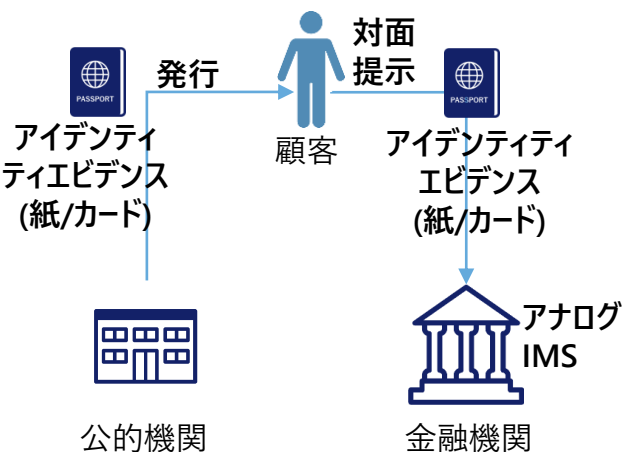 PASSPORT
発行
アイデンティ
ティエビデンス
(紙/カード)
顧客
対面
提示
PASSPORT
アイデンティティ
エビデンス
(紙/カード)
公的機関
アナログ
IMS
金融機関